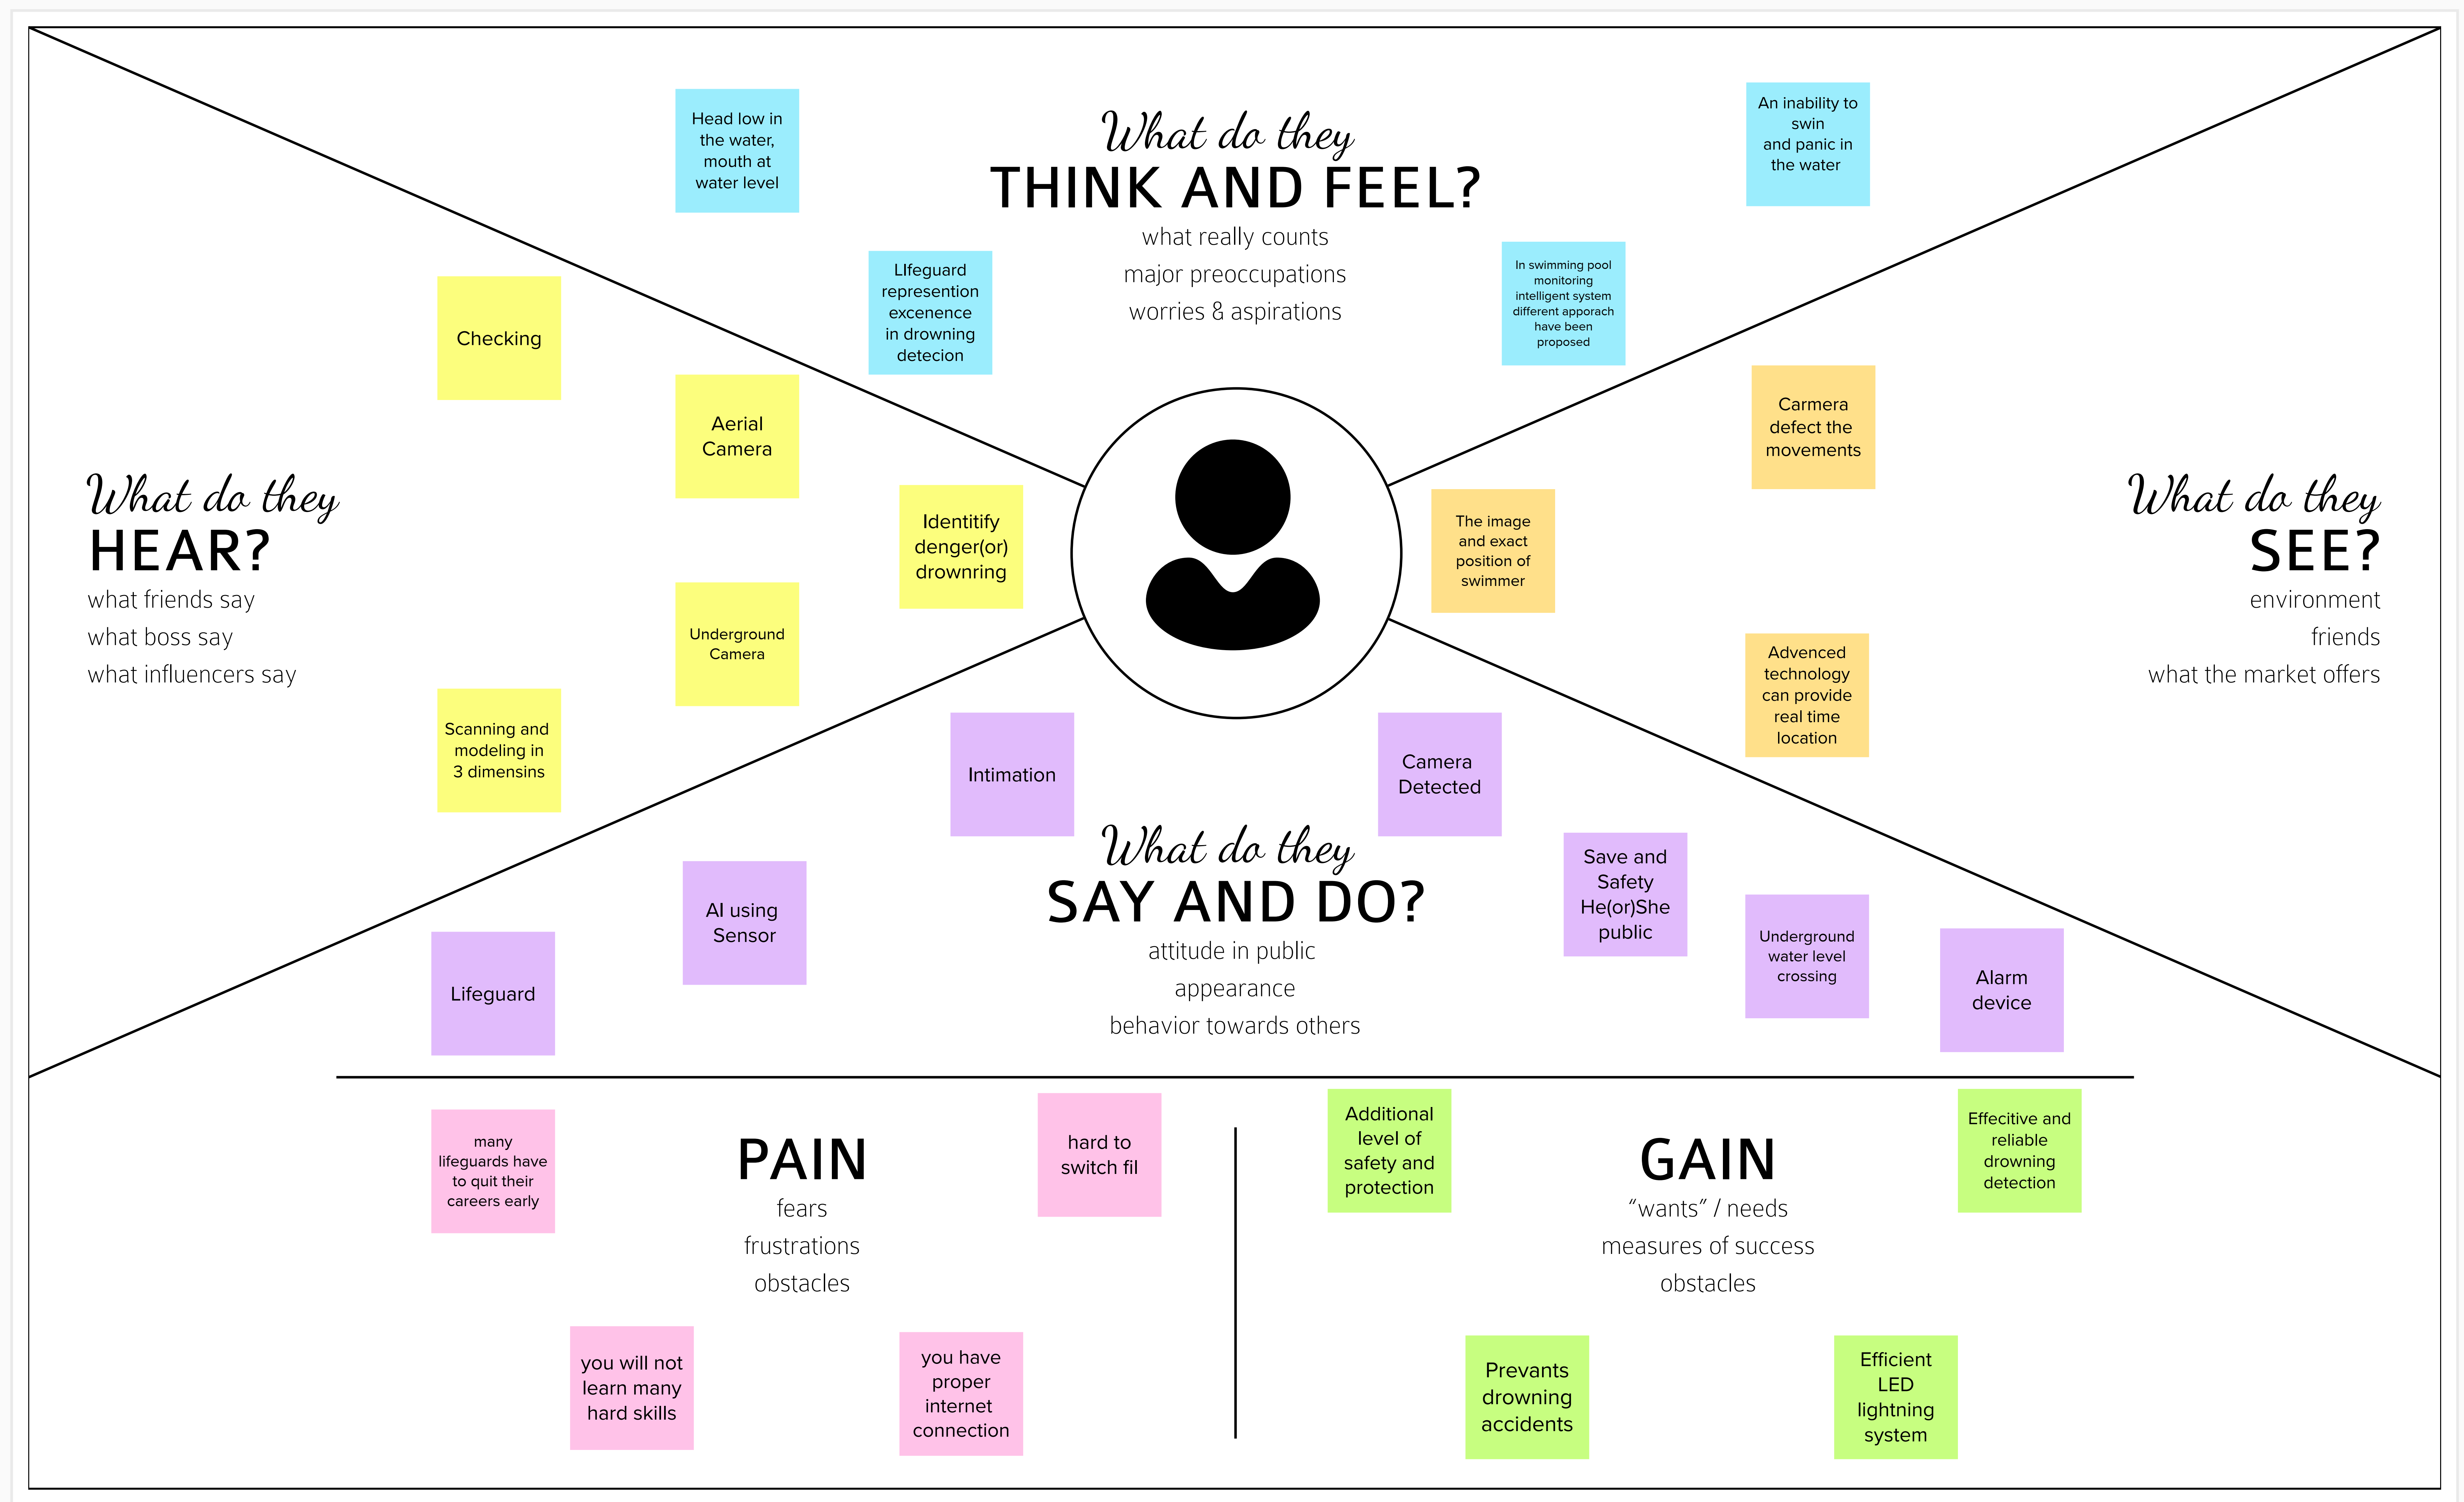 What do they
THINK AND FEEL?
what really counts
major preoccupations
worries & aspirations
Head low in
the water,
mouth at
water level
LIfeguard
represention
excenence
in drowning
detecion
In swimming pool
monitoring
intelligent system
different apporach
have been
proposed
An inability to
swin
and panic in
the water
What do they
HEAR?
what friends say
what boss say
what influencers say
Checking
Aerial
Camera
Identitify
denger(or)
drownring
Underground
Camera
Scanning and
modeling in
3 dimensins
What do they
SEE?
environment
friends
what the market offers
Carmera
defect the
movements
The image
and exact
position of
swimmer
Advenced
technology
can provide
real time
location
What do they
SAY AND DO?
attitude in public
appearance
behavior towards others
Intimation
Camera
Detected
AI using
Sensor
Lifeguard
Save and
Safety
He(or)She
public
Underground
water level
crossing
Alarm
device
PAIN
fears
frustrations
obstacles
many
lifeguards have
to quit their
careers early
hard to
switch fil
you will not
learn many
hard skills
you have
proper
internet
connection
GAIN
“wants” / needs
measures of success
obstacles
Additional
level of
safety and
protection
Effecitive and
reliable
drowning
detection
Prevants
drowning
accidents
Efficient
LED
lightning
system